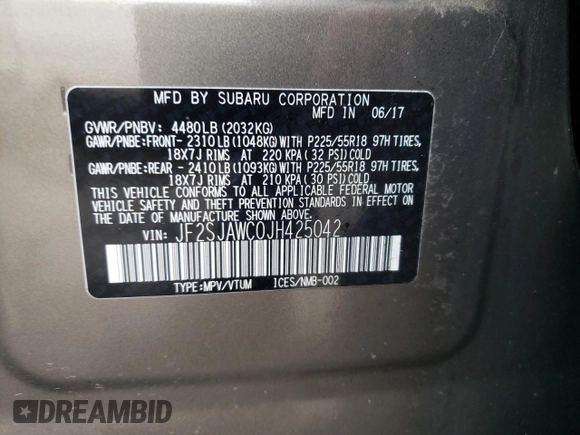 MFD BY SUBARU CORPORATION
MFD IN 06/17
GVWR/PNBV: 4480LB (2032KG)
GAWR/PNBE:FRONT- 2310LB (1048KG) WITH P225/55R18 97H TIRES,
18X7J RIMS AT 220 KPA (32 PSI) COLD
GAWR/PNBE:REAR - 2410LB (1093KG) WITH P225/55R18 97H TIRES,
18X7J RIMS AT 210 KPA (30 PSI) COLD
THIS VEHICLE CONFORMS TO ALL APPLICABLE FEDERAL MOTOR
VEHICLE SAFETY AND THEFT PREVENTION STANDARDS IN EFFECT ON
THE DATE OF MANUFACTURE SHOWN ABOVE.
VIN: JF2SJAWC0JH425042
TYPE:MPV/VTUM ICES/NMB-002
DREAMBID